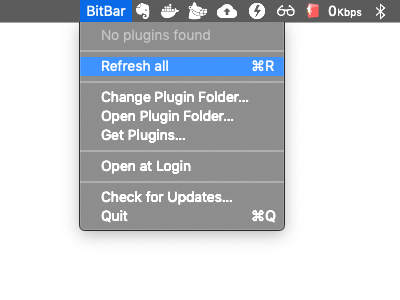 BitBar 0Kbps
No plugins found
Refresh all ⌘R
Change Plugin Folder...
Open Plugin Folder...
Get Plugins...
Open at Login
Check for Updates...
Quit ⌘Q